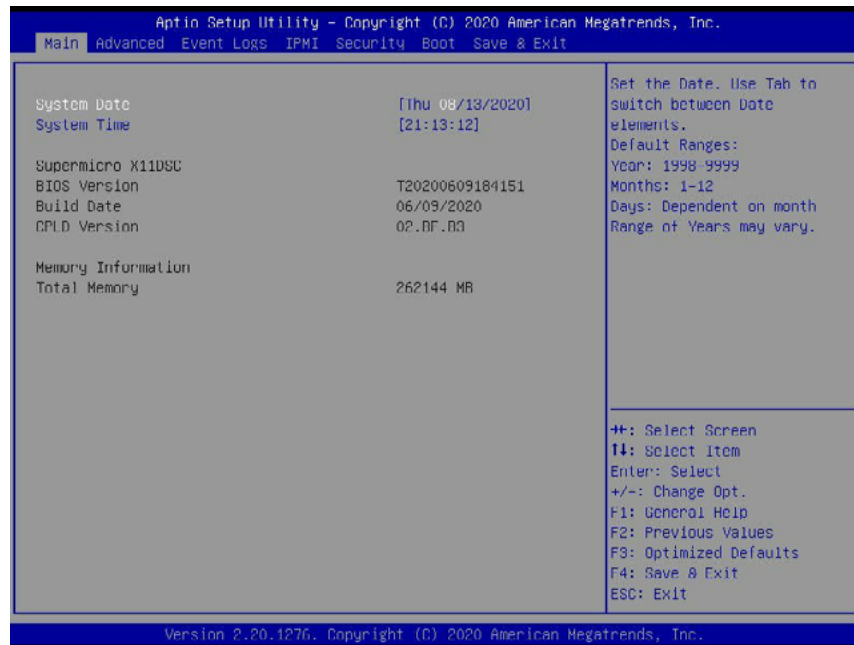 Aptio Setup Utility – Copyright (C) 2020 American Megatrends, Inc.
Main Advanced Event Logs IPMI Security Boot Save & Exit
System Date [Thu 08/13/2020]
System Time [21:13:12]
Supermicro X11DSC
BIOS Version T20200609184151
Build Date 06/09/2020
CPLD Version
Memory Information
Total Memory 262144 MB
Set the Date. Use Tab to
switch between Date
elements.
Default Ranges:
Year: 1998-9999
Months: 1-12
Days: Dependent on month
Range of Years may vary.
→←: Select Screen
↑↓: Select Item
Enter: Select
+/-: Change Opt.
F1: General Help
F2: Previous Values
F3: Optimized Defaults
F4: Save & Exit
ESC: Exit
Version 2.20.1276. Copyright (C) 2020 American Megatrends, Inc.